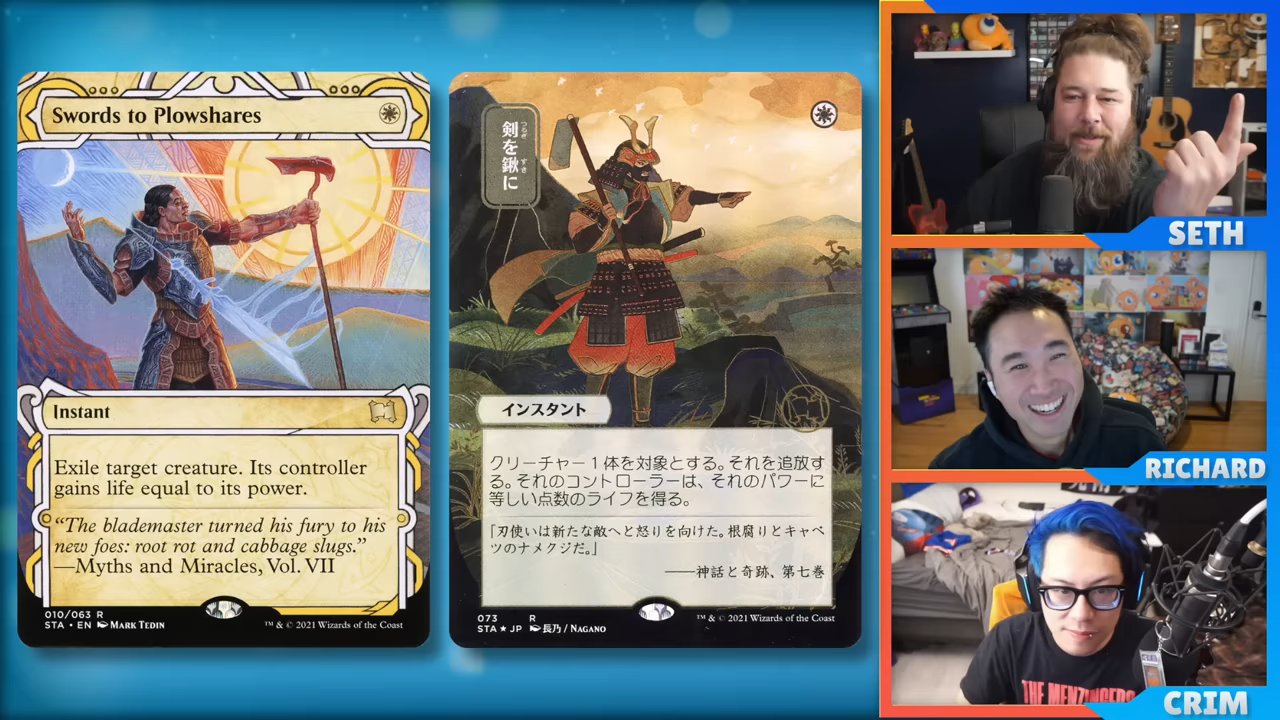 Swords to Plowshares
Instant
Exile target creature. Its controller
gains life equal to its power.
“The blademaster turned his fury to his
new foes: root rot and cabbage slugs.”
—Myths and Miracles, Vol. VII
010/063 R
STA • EN Mark Tedin
™ & © 2021 Wizards of the Coast
剣を鍬に
つるぎ
すき
インスタント
クリーチャー１体を対象とする。それを追放す
る。それのコントローラーは、それのパワーに
等しい点数のライフを得る。
「刃使いは新たな敵へと怒りを向けた。根腐りとキャベ
ツのナメクジだ。」
——神話と奇跡、第七巻
073 R
STA ★ JP 長乃 / Nagano
™ & © 2021 Wizards of the Coast
SETH
RICHARD
CRIM
THE MENZINGERS